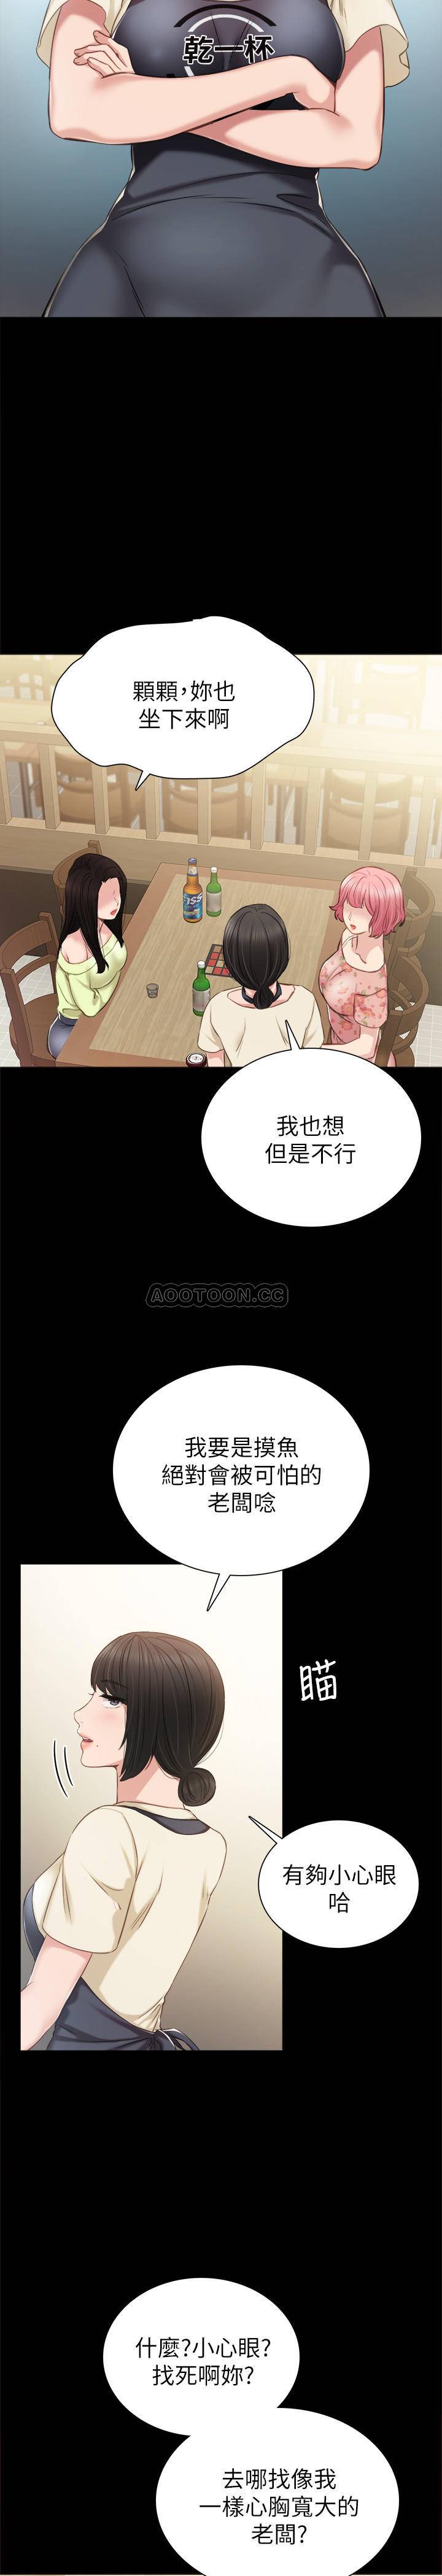 乾一杯
顆顆,妳也
坐下來啊
我也想
但是不行
AOOTOON.CC
我要是摸魚
絕對會被可怕的
老闆唸
瞄
有夠小心眼
哈
什麼?小心眼?
找死啊妳?
去哪找像我
一樣心胸寬大的
老闆?